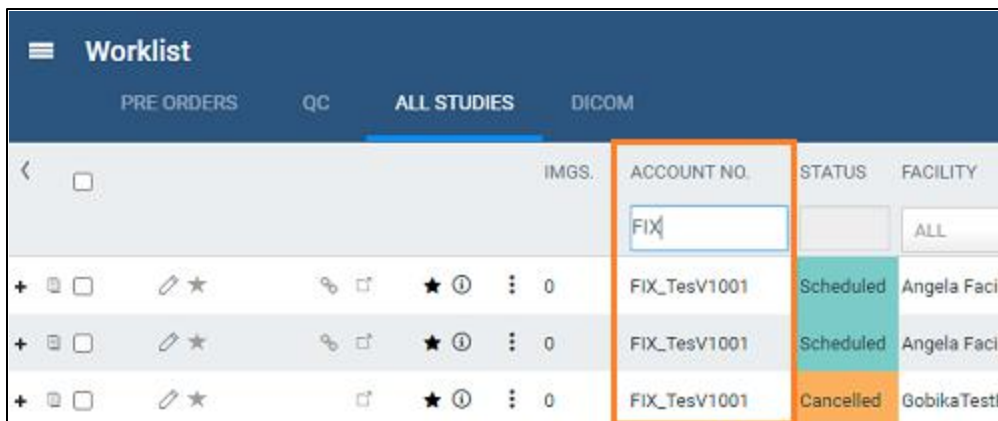 Worklist
PRE ORDERS QC ALL STUDIES DICOM
IMGS. ACCOUNT NO. STATUS FACILITY
FIX ALL
0 FIX_TesV1001 Scheduled Angela Faci
0 FIX_TesV1001 Scheduled Angela Faci
0 FIX_TesV1001 Cancelled GobikaTest